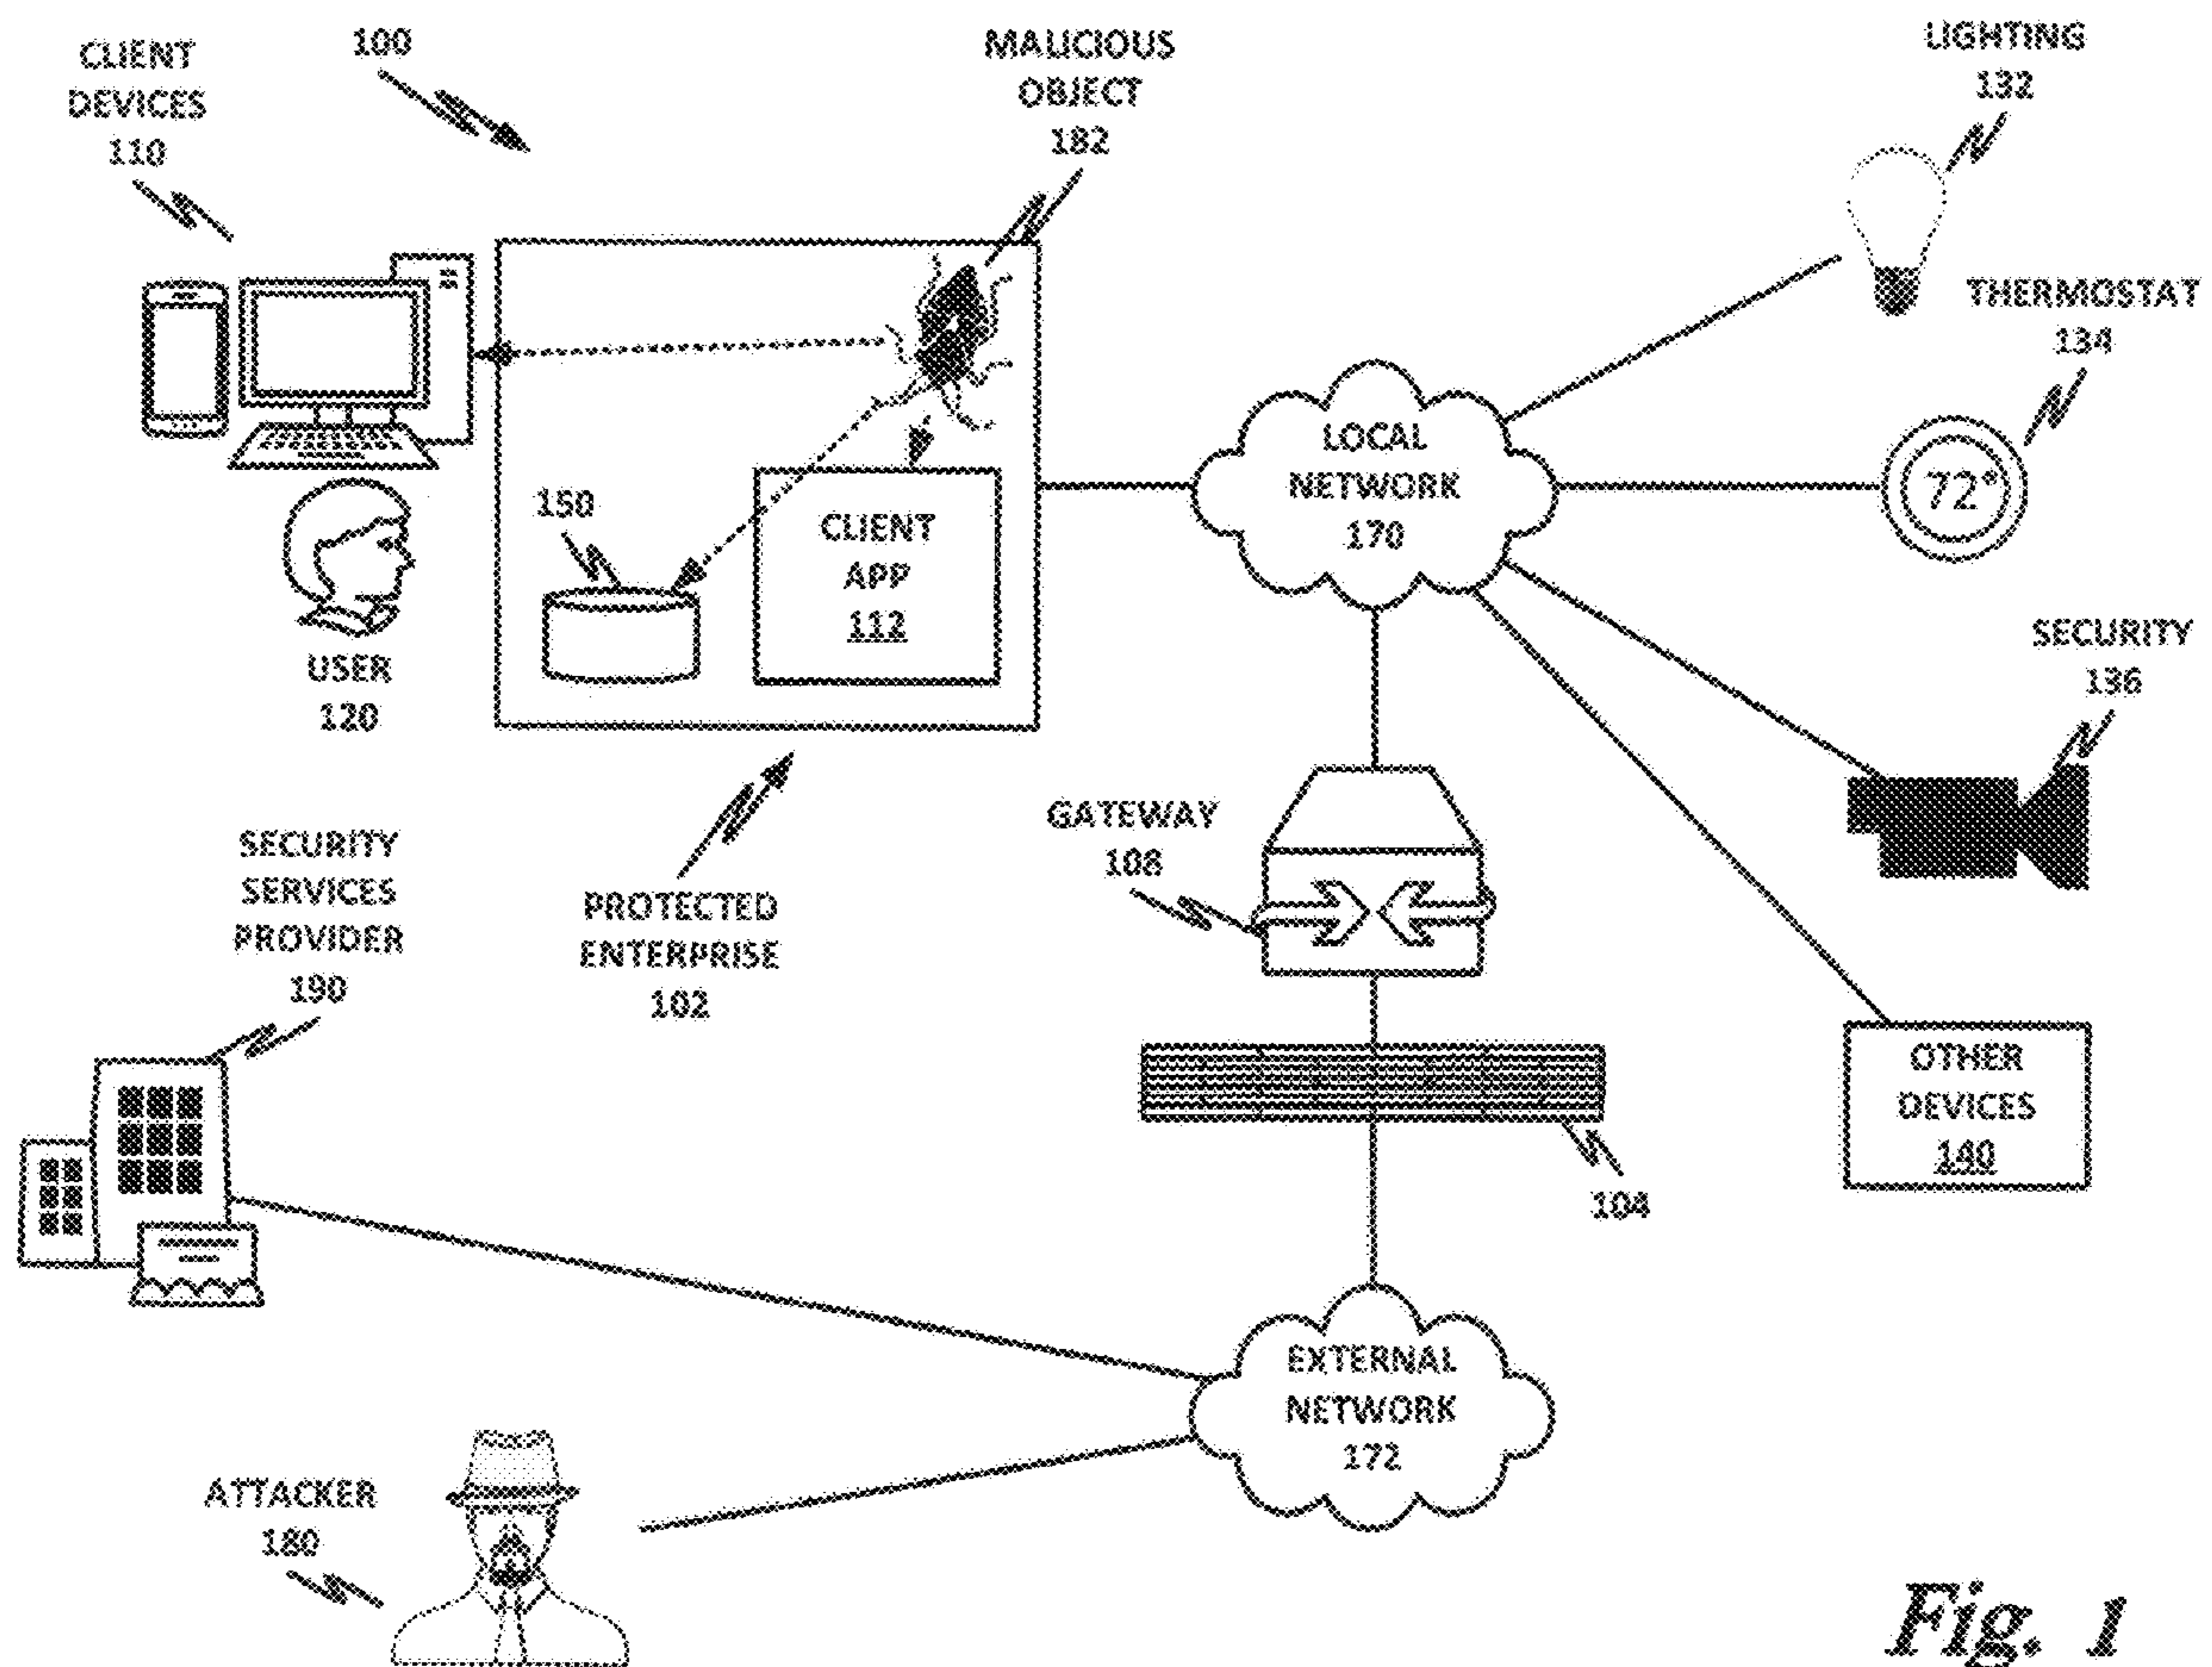 CLIENT
DEVICES
110
100
MALICIOUS
OBJECT
182
LIGHTING
132
THERMOSTAT
134
72°
LOCAL
NETWORK
170
150
CLIENT
APP
112
USER
120
SECURITY
136
GATEWAY
108
SECURITY
SERVICES
PROVIDER
190
PROTECTED
ENTERPRISE
102
OTHER
DEVICES
140
104
EXTERNAL
NETWORK
172
ATTACKER
180
Fig. 1